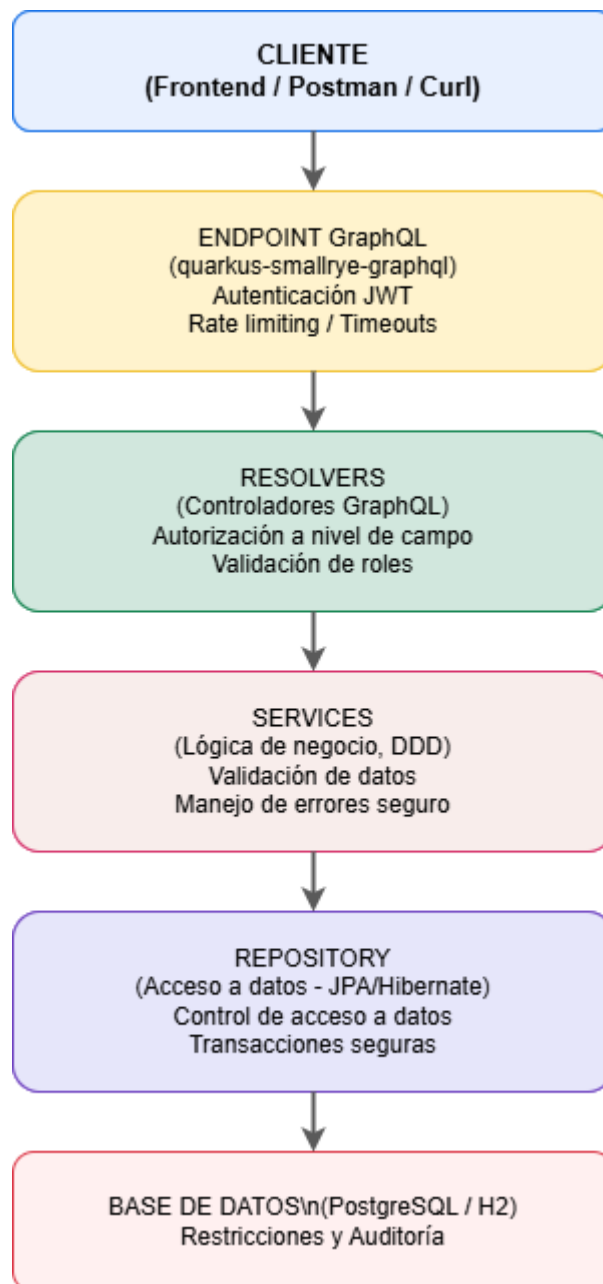 CLIENTE
(Frontend / Postman / Curl)
ENDPOINT GraphQL
(quarkus-smallrye-graphql)
Autenticación JWT
Rate limiting / Timeouts
RESOLVERS
(Controladores GraphQL)
Autorización a nivel de campo
Validación de roles
SERVICES
(Lógica de negocio, DDD)
Validación de datos
Manejo de errores seguro
REPOSITORY
(Acceso a datos - JPA/Hibernate)
Control de acceso a datos
Transacciones seguras
BASE DE DATOS\n(PostgreSQL / H2)
Restricciones y Auditoría